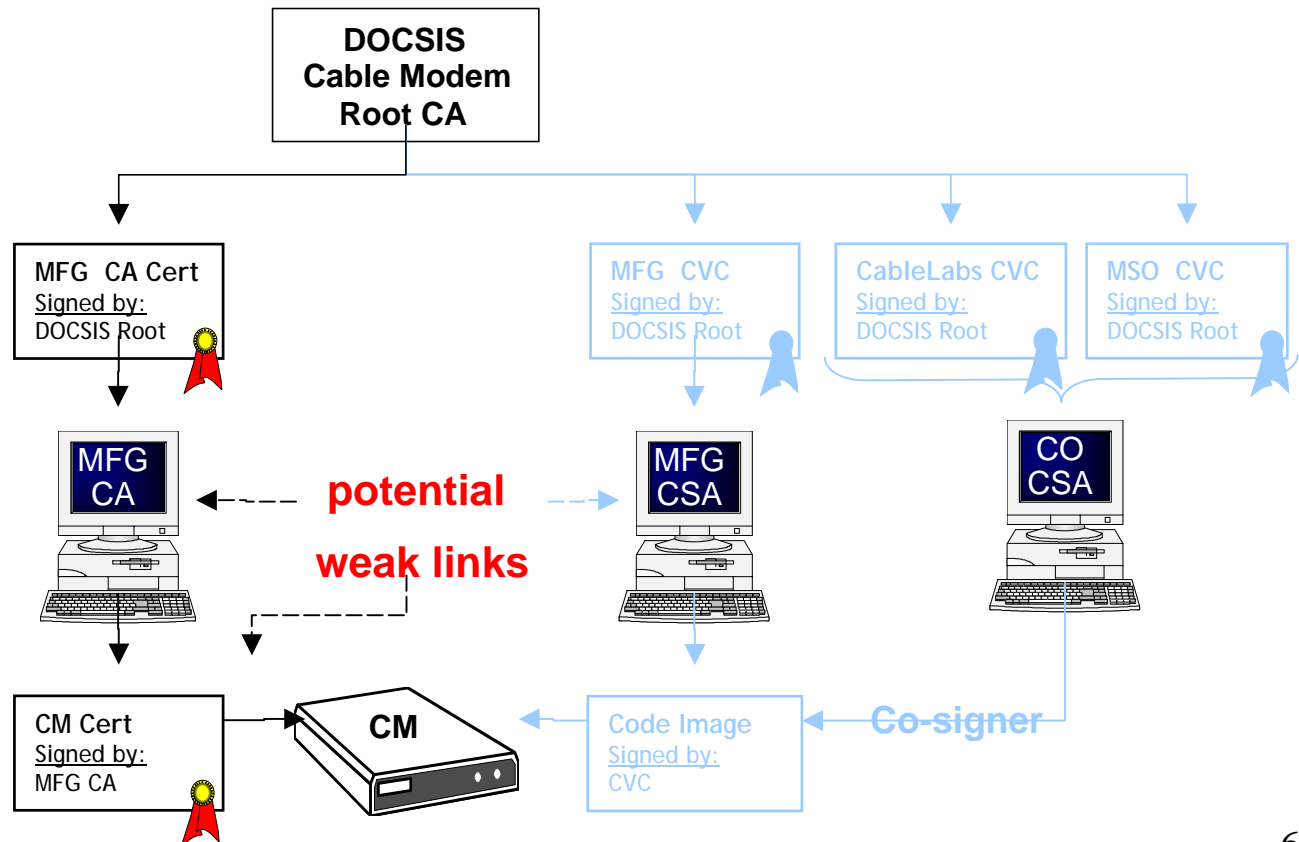 DOCSIS
Cable Modem
Root CA
MFG CA Cert
Signed by:
DOCSIS Root
MFG CVC
Signed by:
DOCSIS Root
CableLabs CVC
Signed by:
DOCSIS Root
MSO CVC
Signed by:
DOCSIS Root
MFG
CA
potential
weak links
MFG
CSA
CO
CSA
CM Cert
Signed by:
MFG CA
CM
Code Image
Signed by:
CVC
Co-signer
6